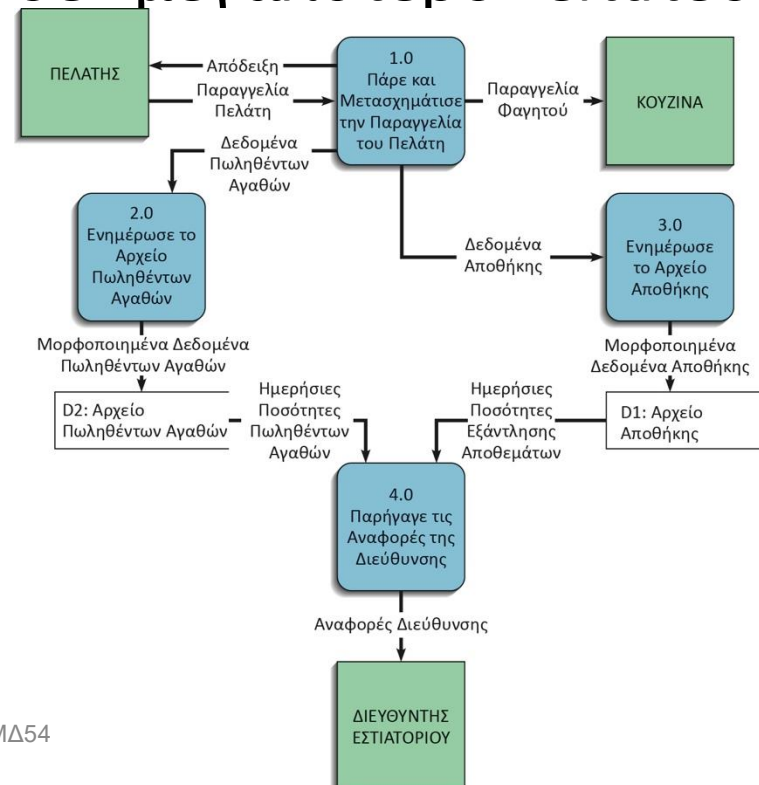 ΠΕΛΑΤΗΣ
Απόδειξη
Παραγγελία
Πελάτη
1.0
Πάρε και
Μετασχημάτισε
την Παραγγελία
του Πελάτη
Παραγγελία
Φαγητού
ΚΟΥΖΙΝΑ
Δεδομένα
Πωληθέντων
Αγαθών
2.0
Ενημέρωσε το
Αρχείο
Πωληθέντων
Αγαθών
Δεδομένα
Αποθήκης
3.0
Ενημέρωσε
το Αρχείο
Αποθήκης
Μορφοποιημένα Δεδομένα
Πωληθέντων Αγαθών
Μορφοποιημένα
Δεδομένα Αποθήκης
D2: Αρχείο
Πωληθέντων Αγαθών
Ημερήσιες
Ποσότητες
Πωληθέντων
Αγαθών
Ημερήσιες
Ποσότητες
Εξάντλησης
Αποθεμάτων
D1: Αρχείο
Αποθήκης
4.0
Παρήγαγε τις
Αναφορές της
Διεύθυνσης
Αναφορές Διεύθυνσης
ΔΙΕΥΘΥΝΤΗΣ
ΕΣΤΙΑΤΟΡΙΟΥ
ΜΔ54